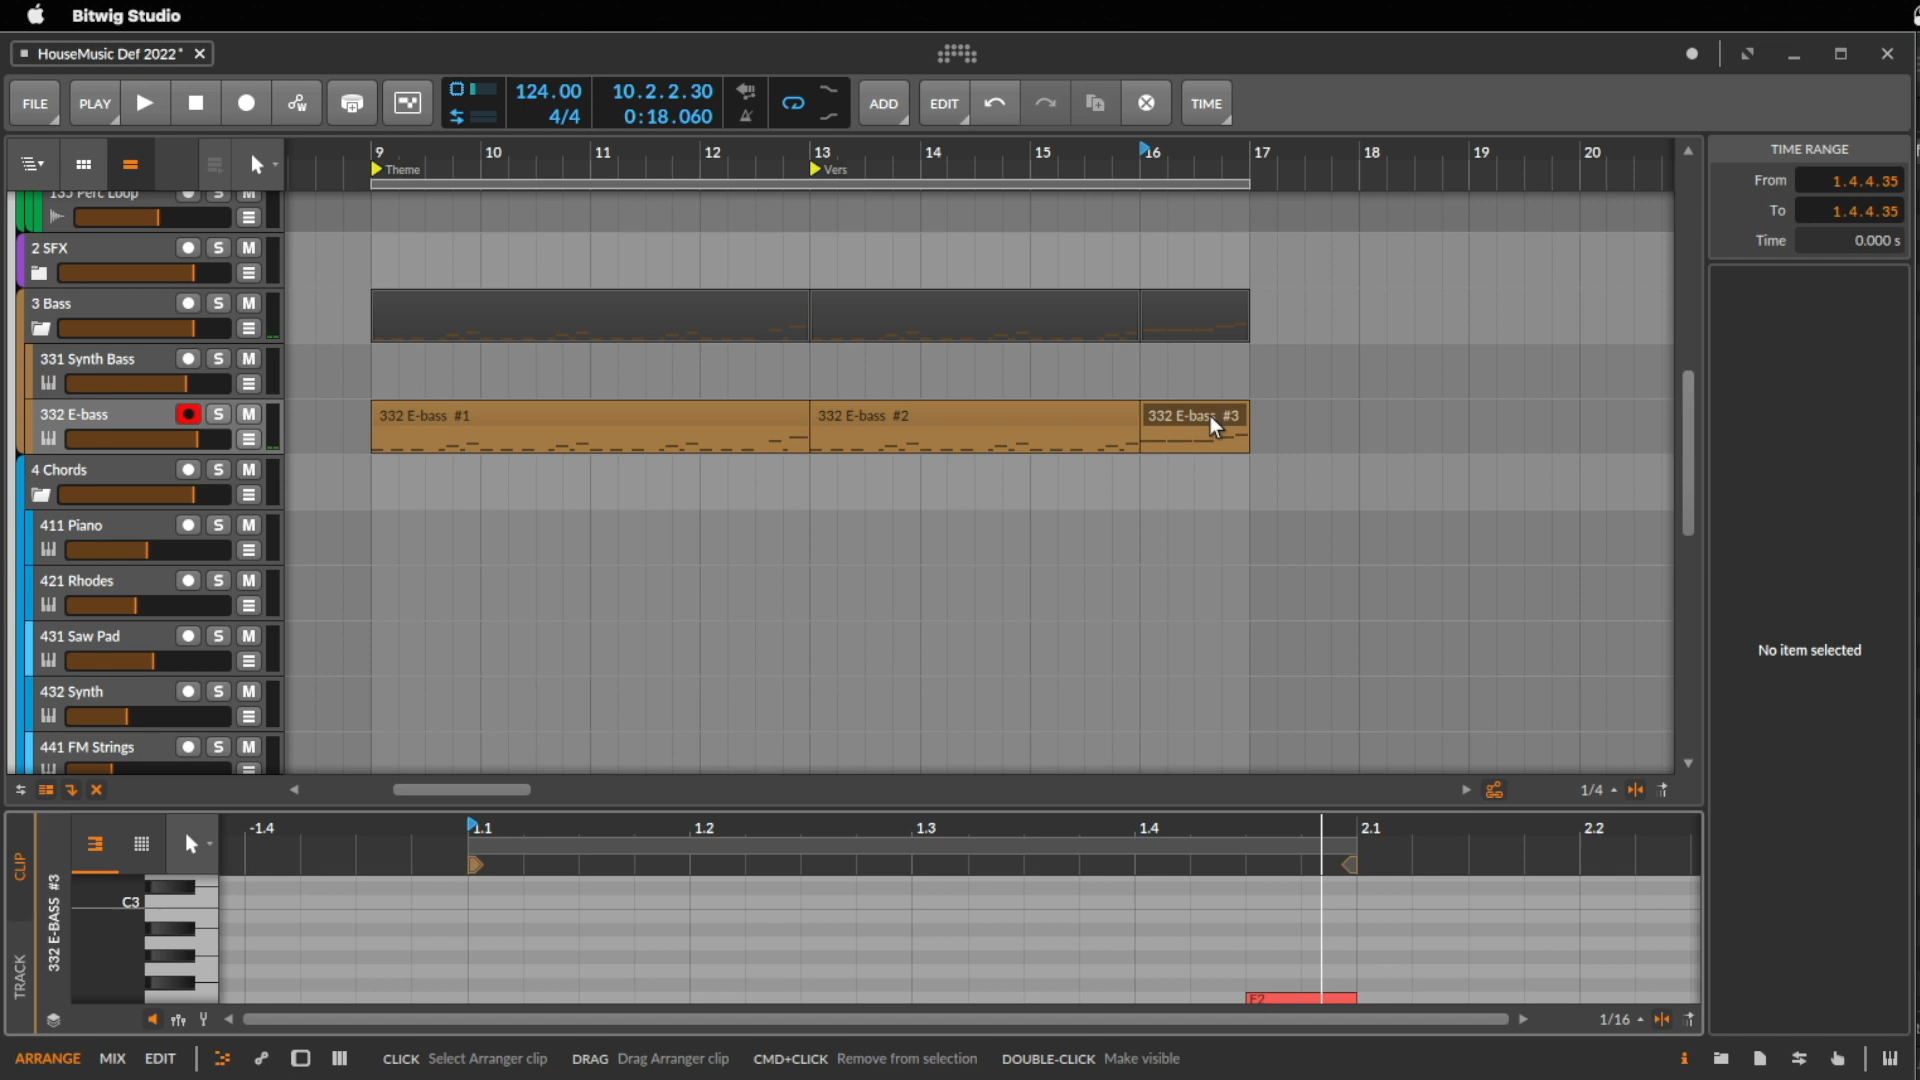 Bitwig Studio
HouseMusic Def 2022*
FILE PLAY 124.00 4/4 10.2.2.30 0:18.060 ADD EDIT TIME
9 10 11 12 13 14 15 16 17 18 19 20
Theme Vers
TIME RANGE
From 1.4.4.35
To 1.4.4.35
Time 0.000 s
No item selected
135 Perc Loop S M
2 SFX S M
3 Bass S M
331 Synth Bass S M
332 E-bass S M
332 E-bass #1 332 E-bass #2 332 E-bass #3
4 Chords S M
411 Piano S M
421 Rhodes S M
431 Saw Pad S M
432 Synth S M
441 FM Strings S M
1/4
-1.4 1.1 1.2 1.3 1.4 2.1 2.2
CLIP
TRACK
332 E-BASS #3
C3
1/16
ARRANGE MIX EDIT CLICK Select Arranger clip DRAG Drag Arranger clip CMD+CLICK Remove from selection DOUBLE-CLICK Make visible